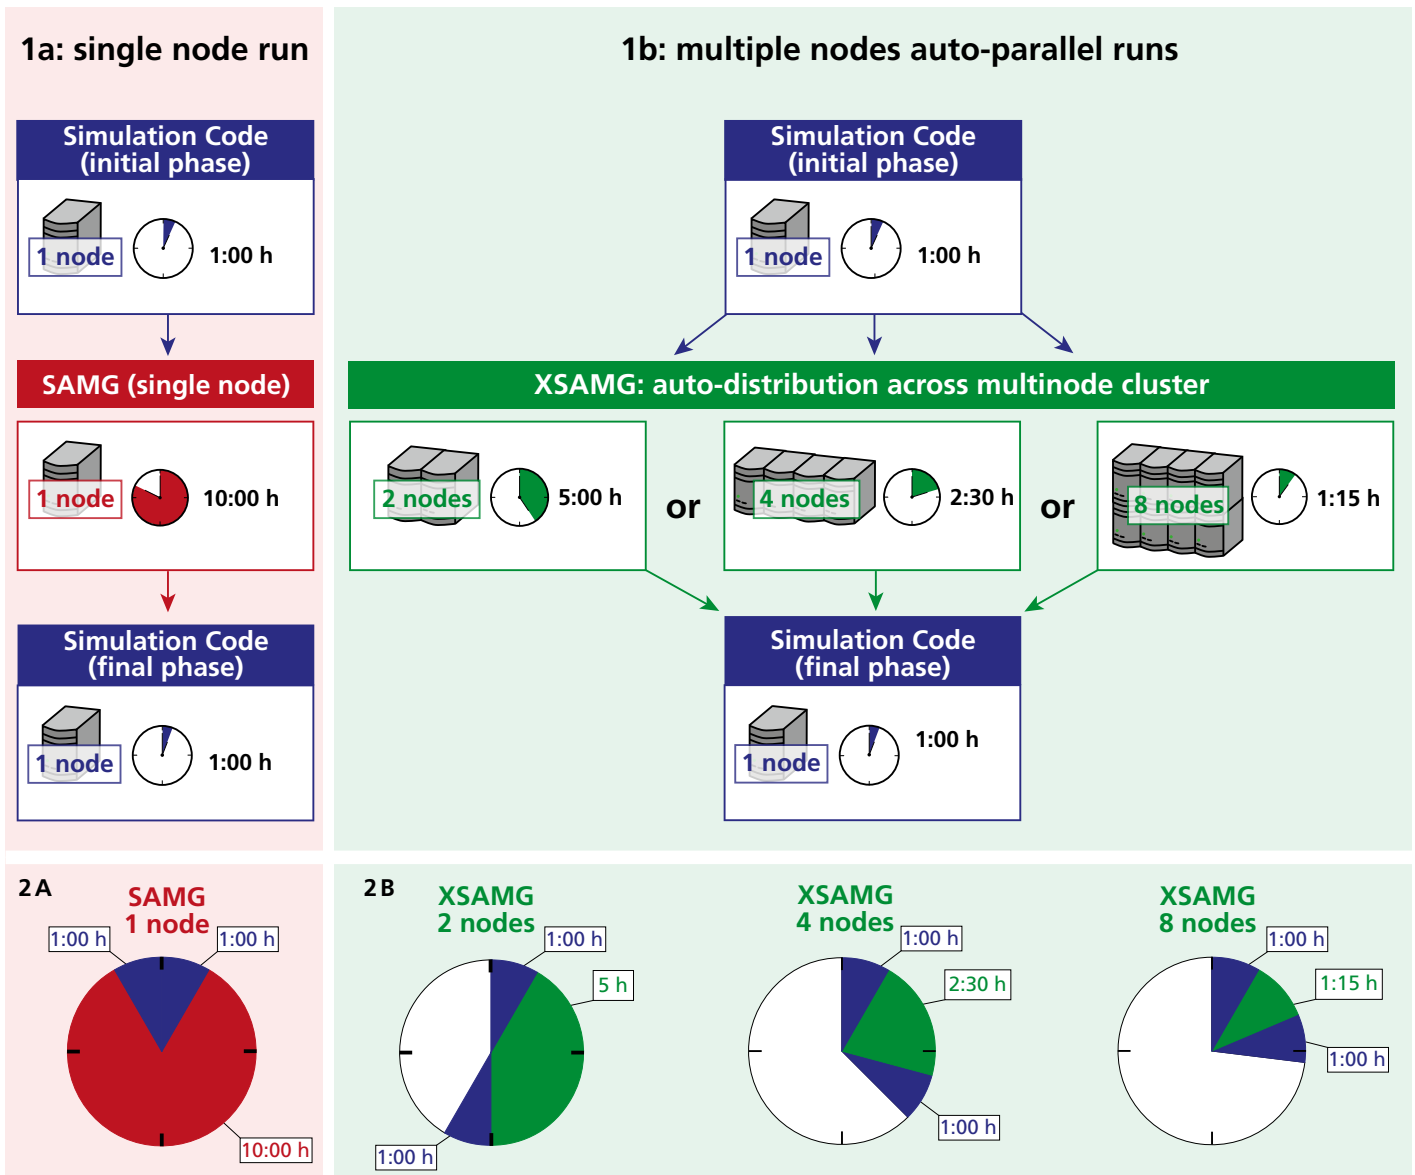 1a: single node run
Simulation Code
(initial phase)
1 node
1:00 h
SAMG (single node)
1 node
10:00 h
Simulation Code
(final phase)
1 node
1:00 h
1b: multiple nodes auto-parallel runs
Simulation Code
(initial phase)
1 node
1:00 h
XSAMG: auto-distribution across multinode cluster
2 nodes
5:00 h
or
4 nodes
2:30 h
or
8 nodes
1:15 h
Simulation Code
(final phase)
1 node
1:00 h
2A
SAMG
1 node
1:00 h
1:00 h
10:00 h
2B
XSAMG
2 nodes
1:00 h
5 h
1:00 h
XSAMG
4 nodes
1:00 h
2:30 h
1:00 h
XSAMG
8 nodes
1:00 h
1:15 h
1:00 h